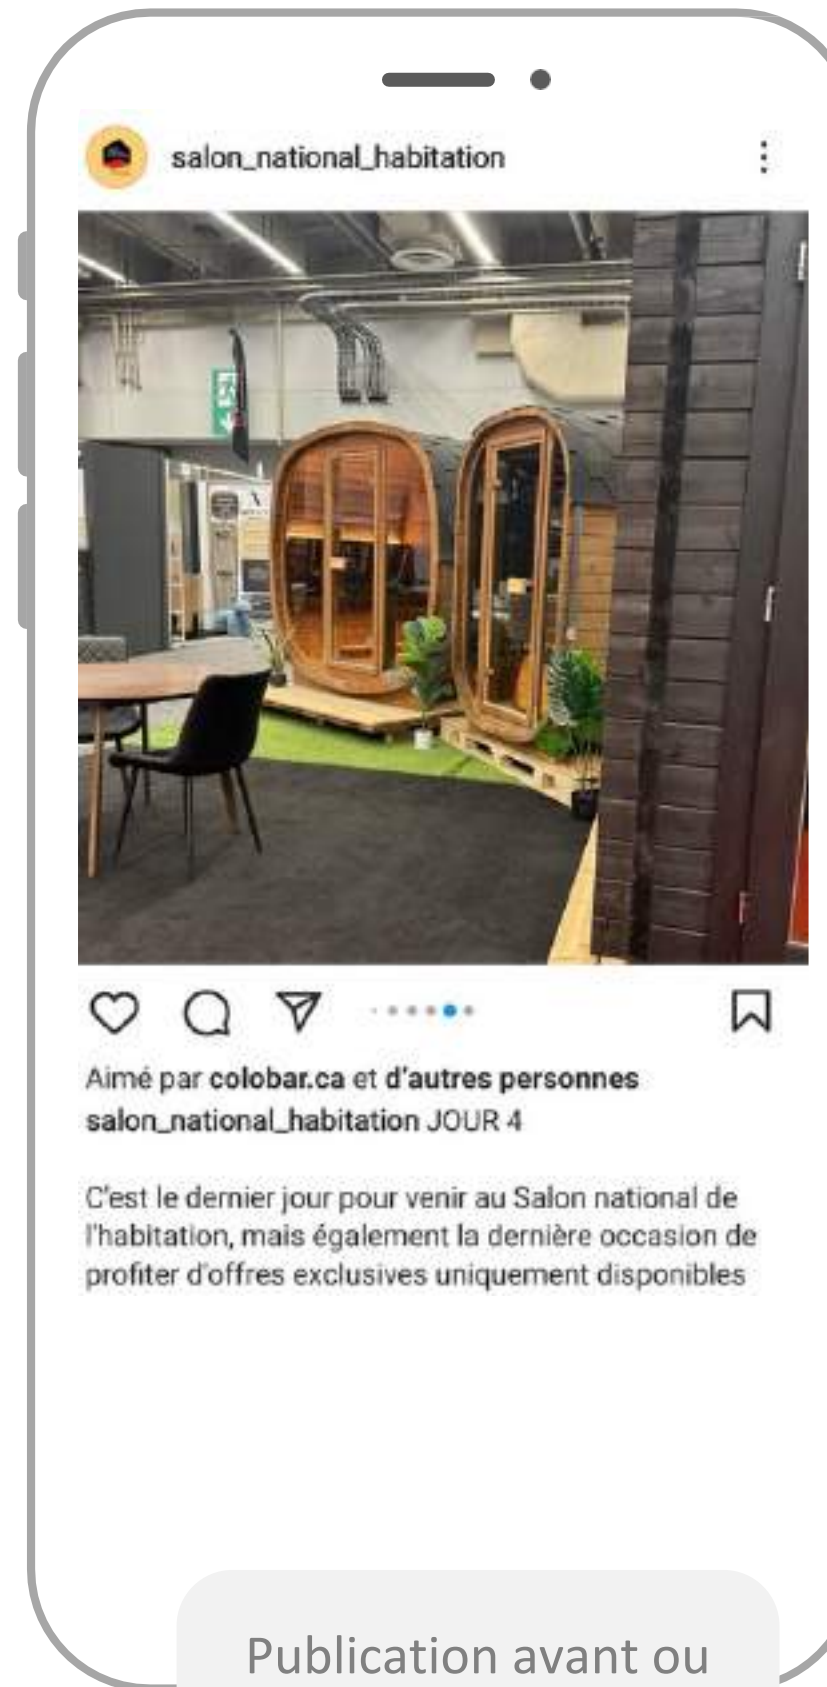 salon_national_habitation
Aimé par colobar.ca et d'autres personnes
salon_national_habitation JOUR 4
C'est le dernier jour pour venir au Salon national de
l'habitation, mais également la dernière occasion de
profiter d'offres exclusives uniquement disponibles
Publication avant ou